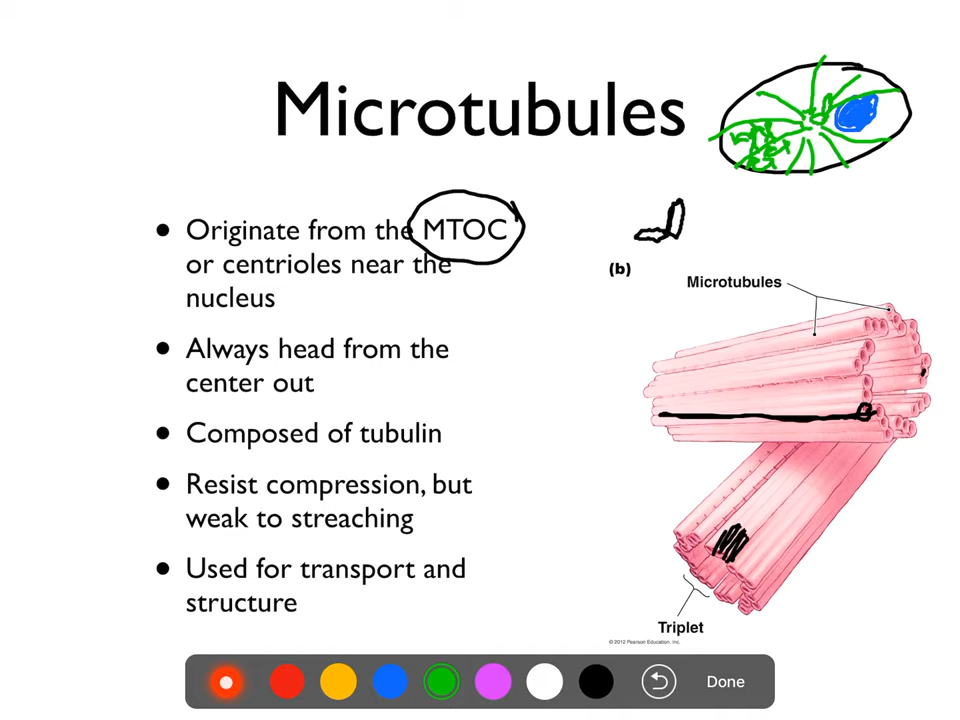 Microtubules
• Originate from the MTOC
or centrioles near the
nucleus
• Always head from the
center out
• Composed of tubulin
• Resist compression, but
weak to streaching
• Used for transport and
structure
(b)
Microtubules
Triplet
© 2012 Pearson Education, Inc.
Done